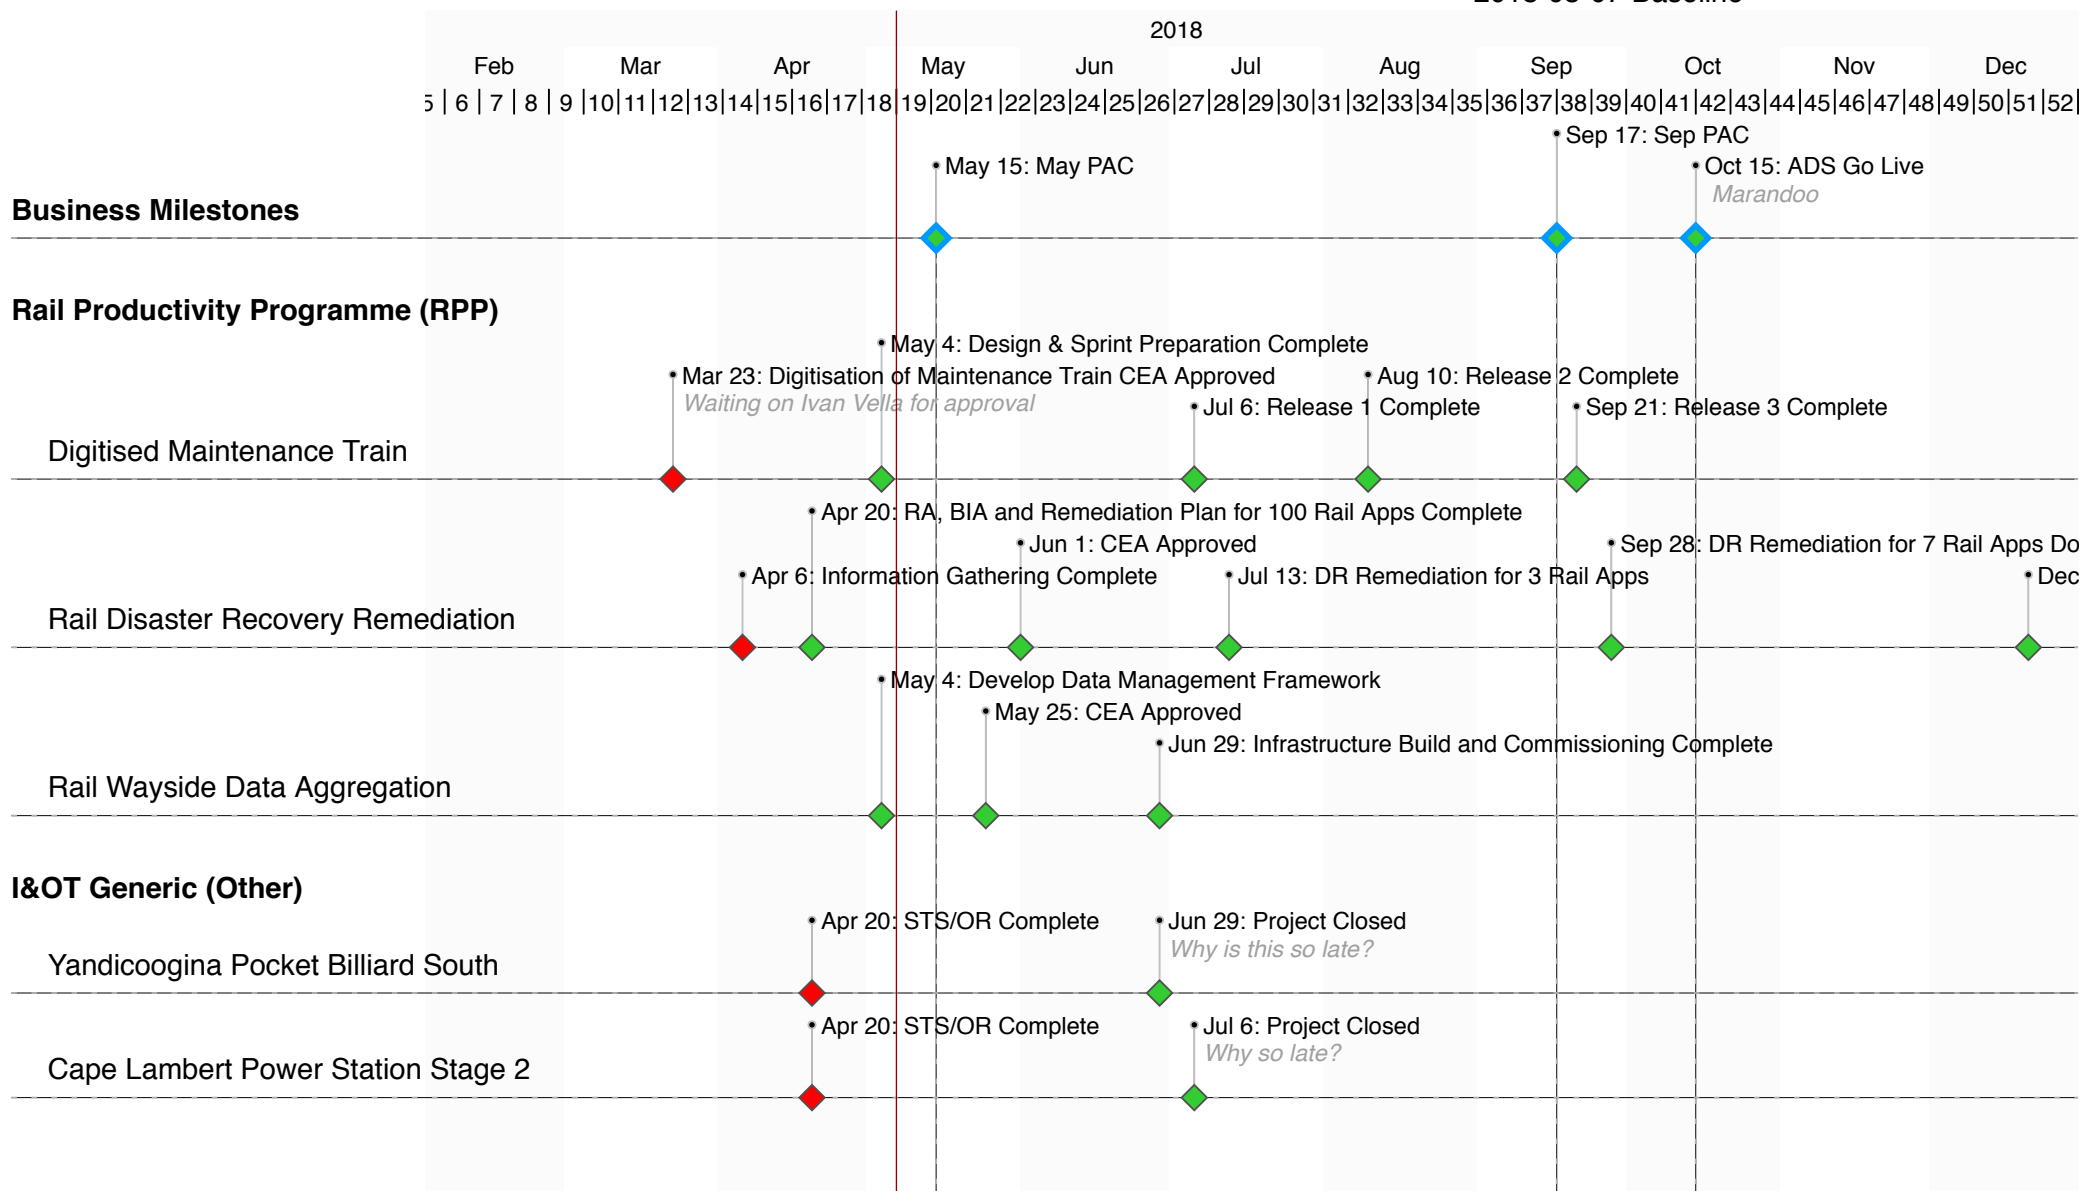 2018
Feb Mar Apr May Jun Jul Aug Sep Oct Nov Dec
5 6 7 8 9 10 11 12 13 14 15 16 17 18 19 20 21 22 23 24 25 26 27 28 29 30 31 32 33 34 35 36 37 38 39 40 41 42 43 44 45 46 47 48 49 50 51 52
Sep 17: Sep PAC
May 15: May PAC
Oct 15: ADS Go Live
Marandoo
Business Milestones
Rail Productivity Programme (RPP)
May 4: Design & Sprint Preparation Complete
Mar 23: Digitisation of Maintenance Train CEA Approved
Aug 10: Release 2 Complete
Waiting on Ivan Vella for approval
Jul 6: Release 1 Complete
Sep 21: Release 3 Complete
Digitised Maintenance Train
Apr 20: RA, BIA and Remediation Plan for 100 Rail Apps Complete
Jun 1: CEA Approved
Sep 28: DR Remediation for 7 Rail Apps Do
Apr 6: Information Gathering Complete
Jul 13: DR Remediation for 3 Rail Apps
Dec
Rail Disaster Recovery Remediation
May 4: Develop Data Management Framework
May 25: CEA Approved
Jun 29: Infrastructure Build and Commissioning Complete
Rail Wayside Data Aggregation
I&OT Generic (Other)
Apr 20: STS/OR Complete
Jun 29: Project Closed
Why is this so late?
Yandicoogina Pocket Billiard South
Apr 20: STS/OR Complete
Jul 6: Project Closed
Why so late?
Cape Lambert Power Station Stage 2